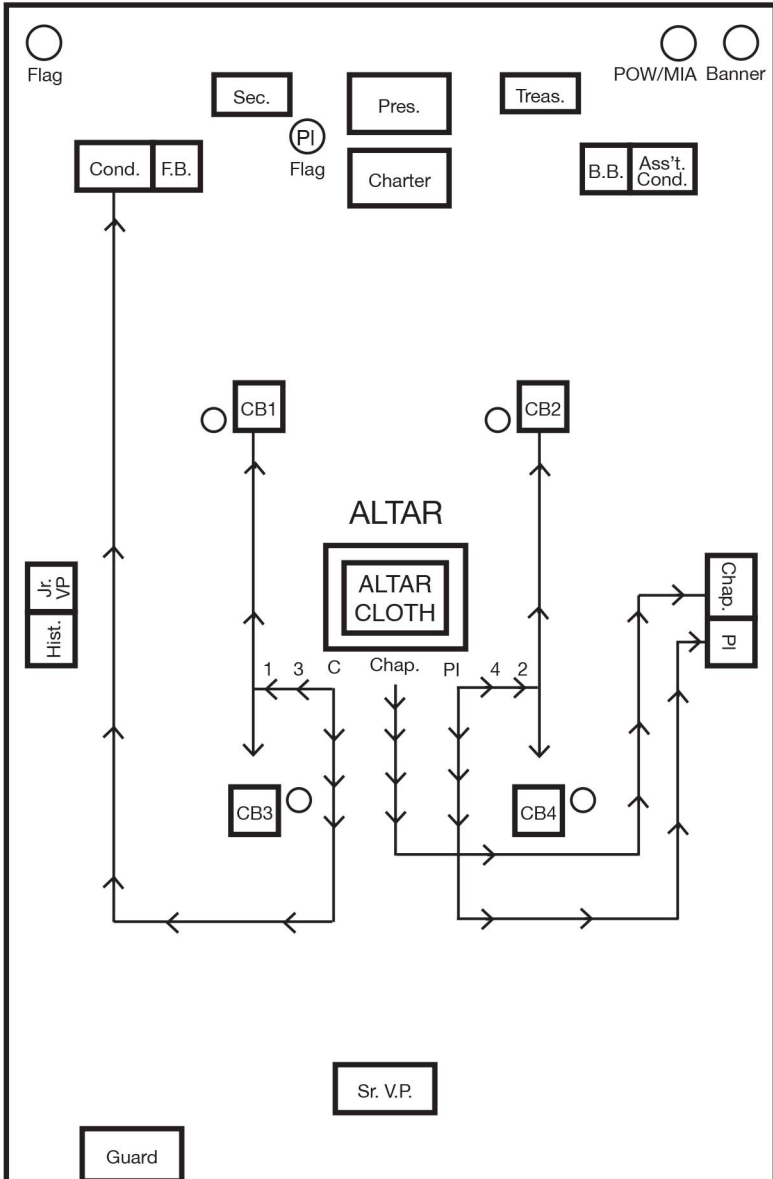 Flag
POW/MIA
Banner
Sec.
Pres.
Treas.
PI
Flag
Charter
Cond.
F.B.
B.B.
Ass't.
Cond.
CB1
CB2
ALTAR
ALTAR
CLOTH
Jr.
VP
Hist.
Chap.
PI
1 3 C Chap. PI 4 2
CB3
CB4
Sr. V.P.
Guard